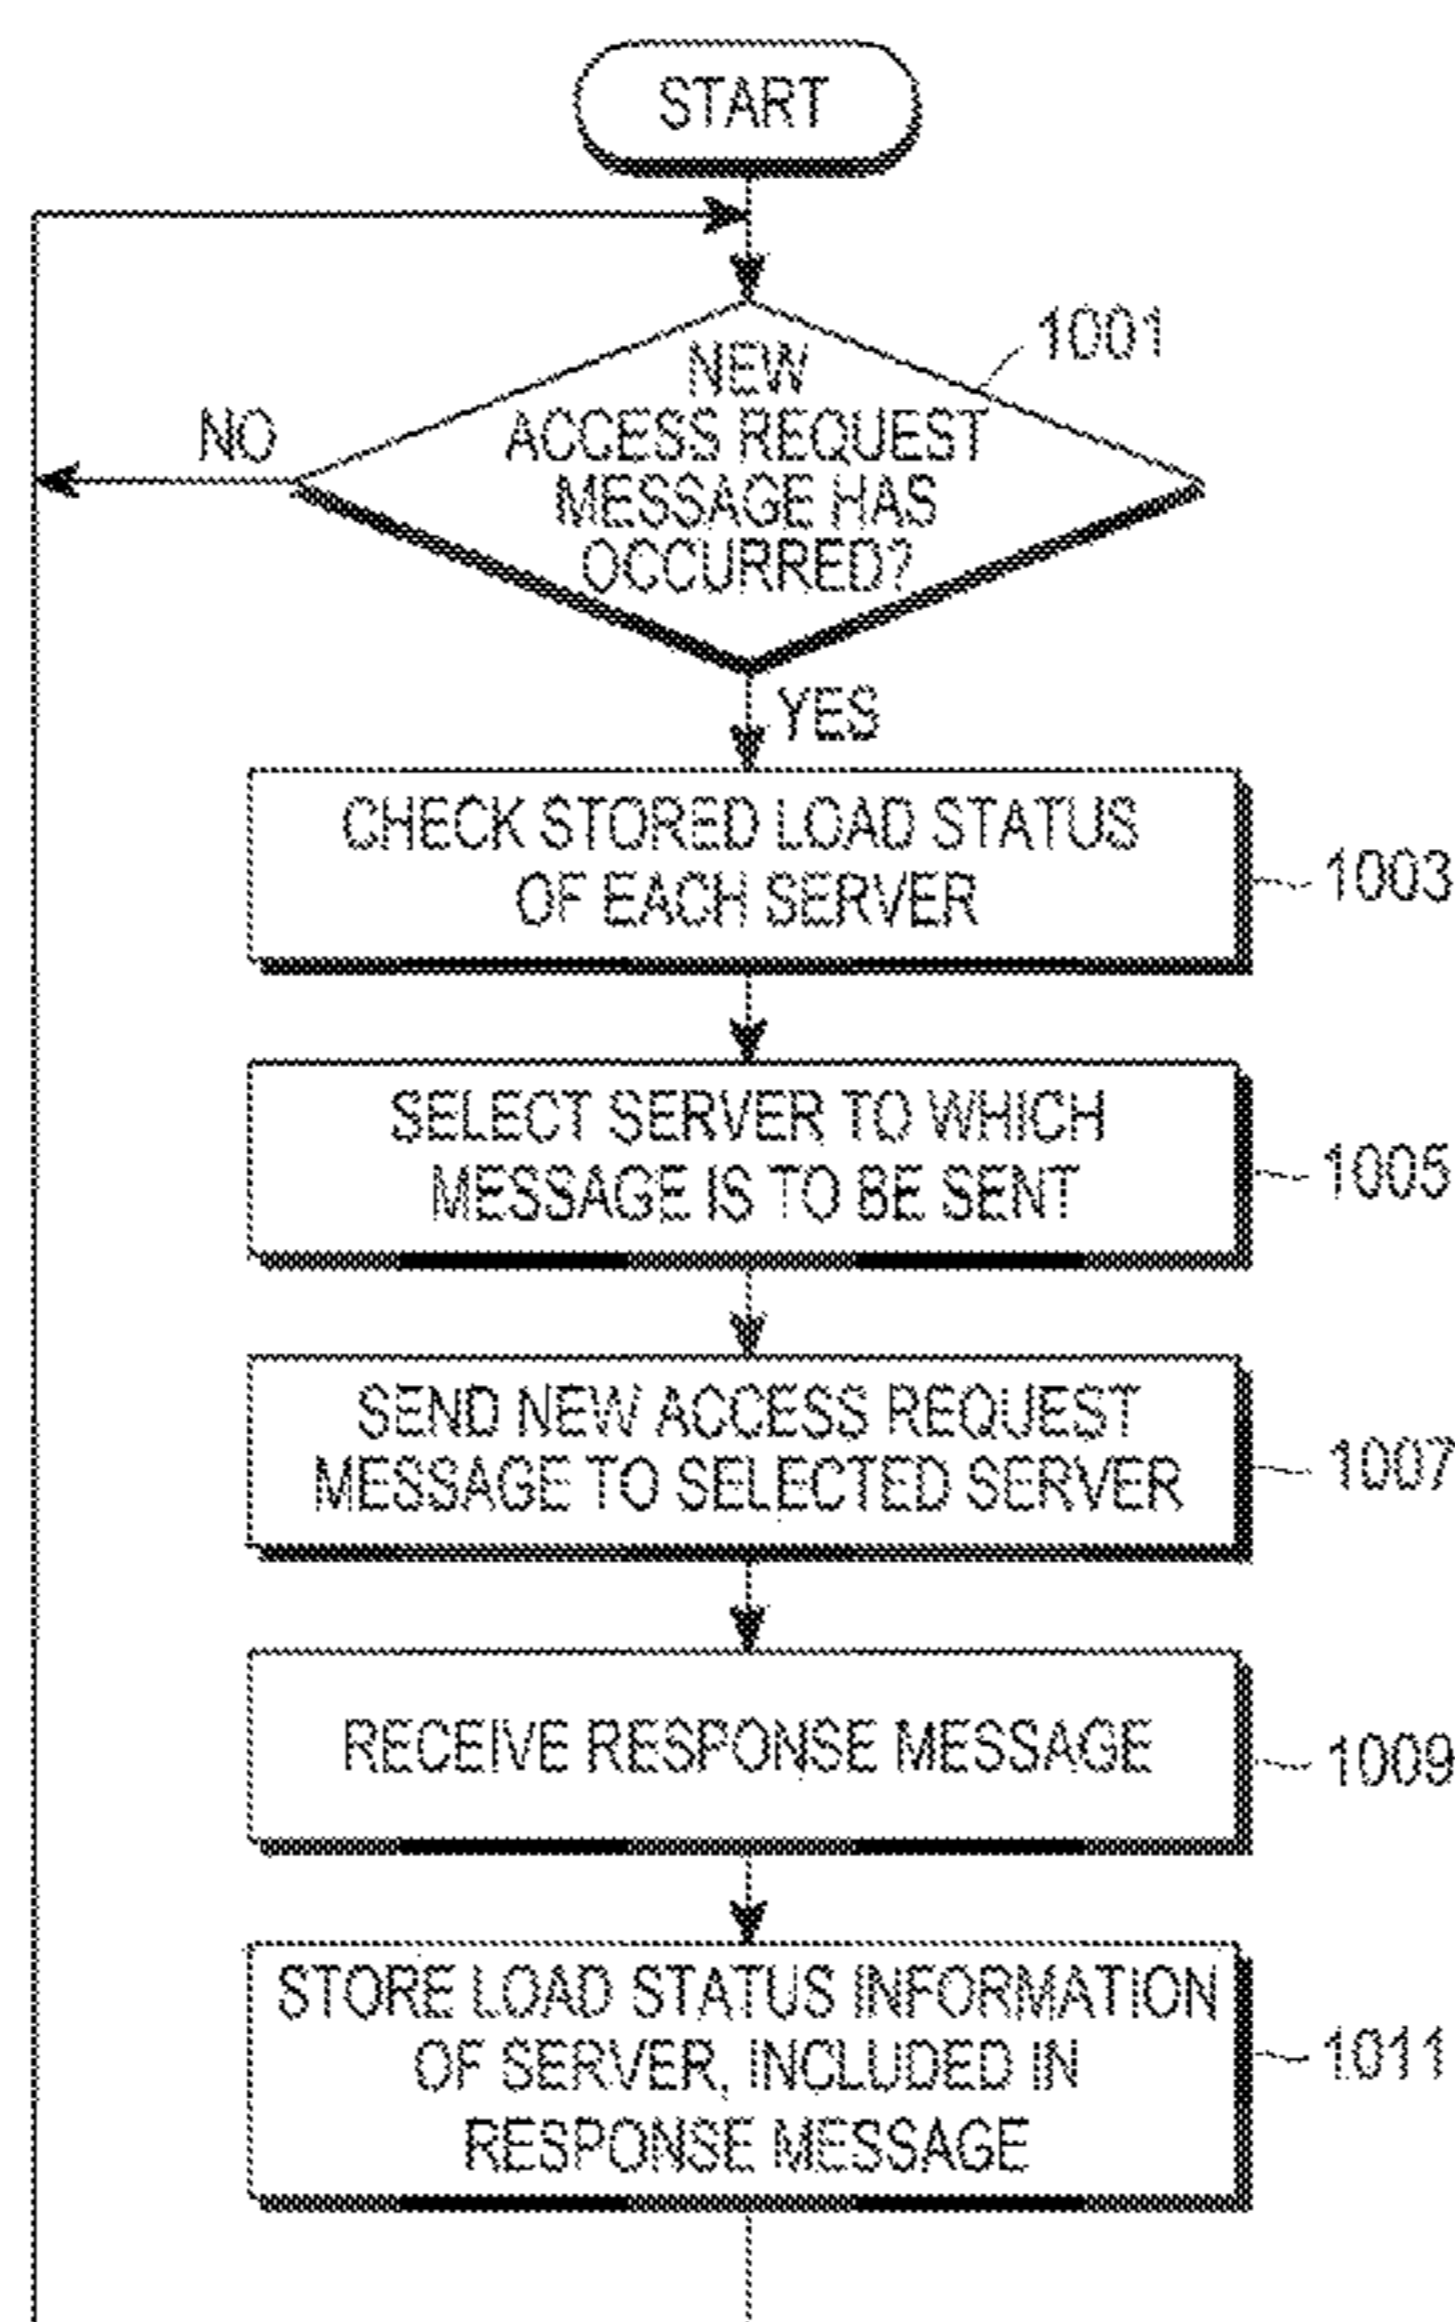 START
1001
NEW
ACCESS REQUEST
MESSAGE HAS
OCCURRED?
NO
YES
CHECK STORED LOAD STATUS
OF EACH SERVER
1003
SELECT SERVER TO WHICH
MESSAGE IS TO BE SENT
1005
SEND NEW ACCESS REQUEST
MESSAGE TO SELECTED SERVER
1007
RECEIVE RESPONSE MESSAGE
1009
STORE LOAD STATUS INFORMATION
OF SERVER, INCLUDED IN
RESPONSE MESSAGE
1011